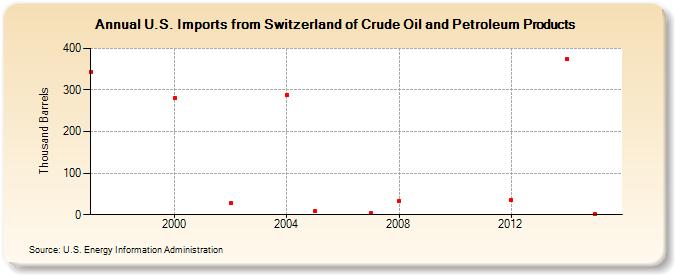 Annual U.S. Imports from Switzerland of Crude Oil and Petroleum Products
Thousand Barrels
400
300
200
100
0
2000 2004 2008 2012
Source: U.S. Energy Information Administration